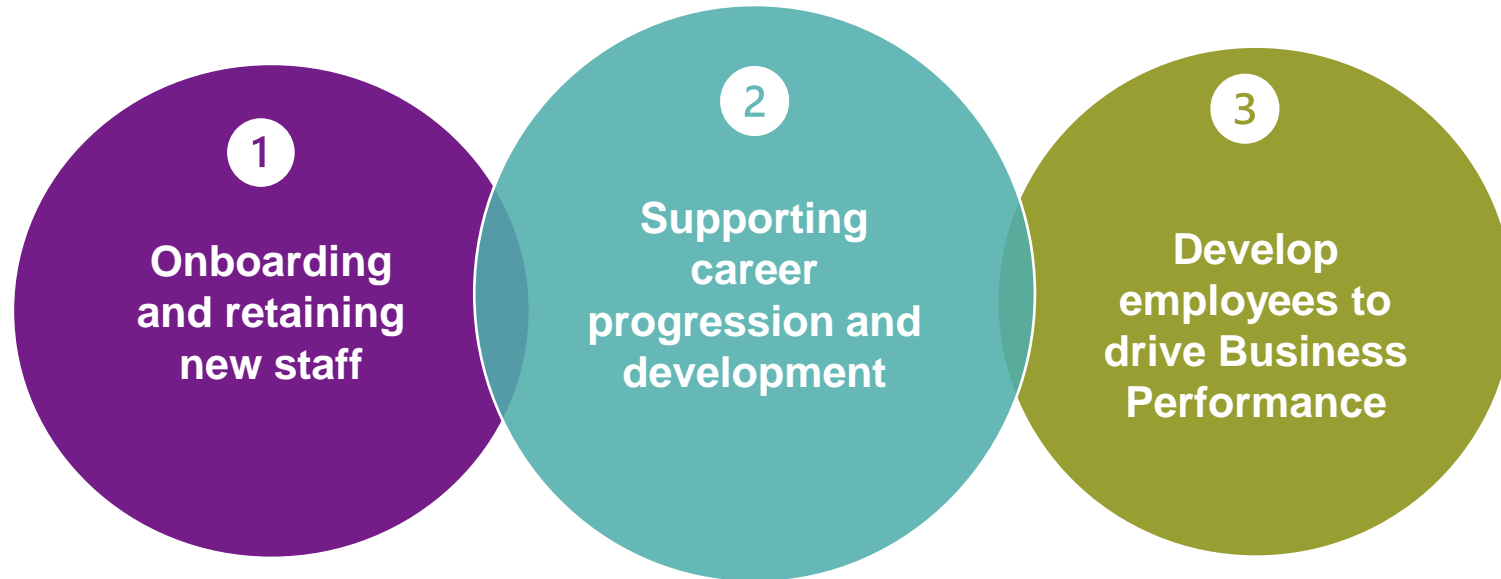 1
Onboarding
and retaining
new staff
2
Supporting
career
progression and
development
3
Develop
employees to
drive Business
Performance